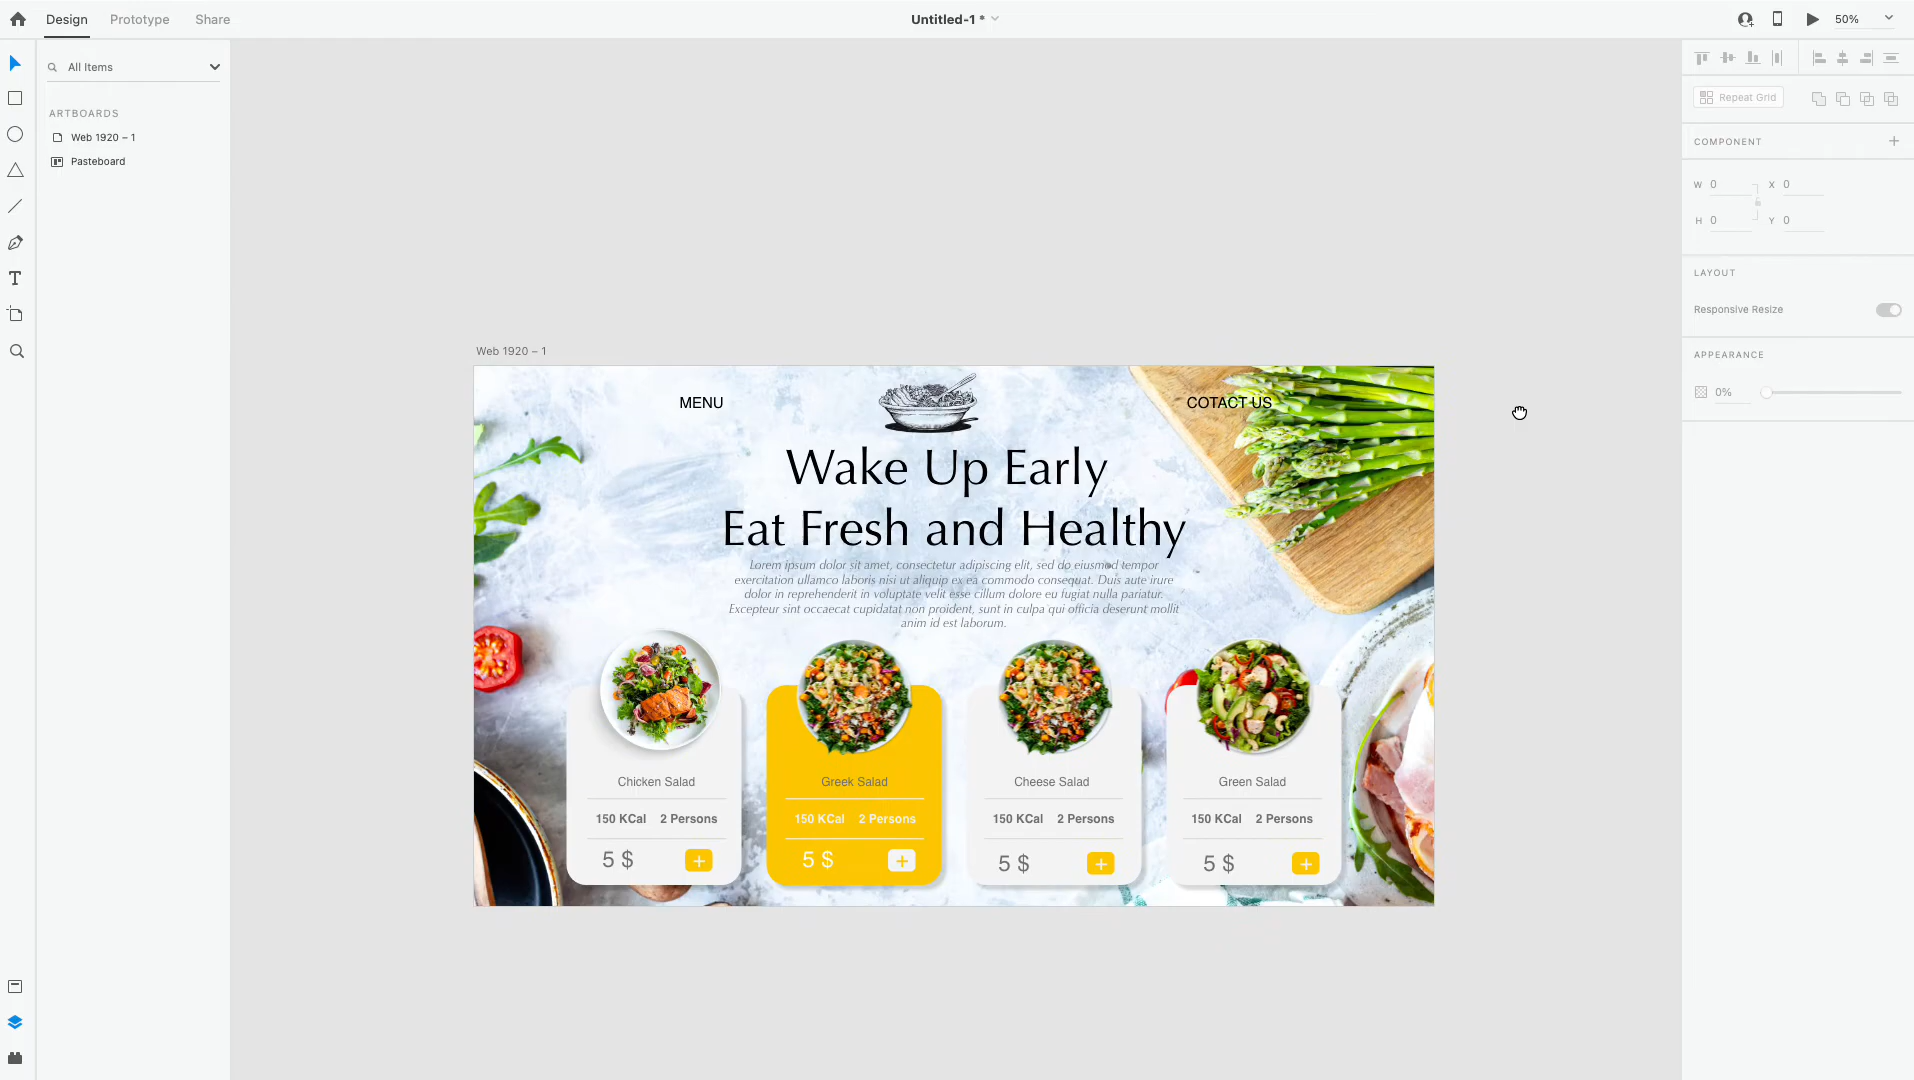 Design Prototype Share
Untitled-1 *
50%
All Items
ARTBOARDS
Web 1920 – 1
Pasteboard
Web 1920 – 1
MENU
COTACT US
Wake Up Early
Eat Fresh and Healthy
Lorem ipsum dolor sit amet, consectetur adipiscing elit, sed do eiusmod tempor
exercitation ullamco laboris nisi ut aliquip ex ea commodo consequat. Duis aute irure
dolor in reprehenderit in voluptate velit esse cillum dolore eu fugiat nulla pariatur.
Excepteur sint occaecat cupidatat non proident, sunt in culpa qui officia deserunt mollit
anim id est laborum.
Chicken Salad
150 KCal 2 Persons
5 $ +
Greek Salad
150 KCal 2 Persons
5 $ +
Cheese Salad
150 KCal 2 Persons
5 $ +
Green Salad
150 KCal 2 Persons
5 $ +
Repeat Grid
COMPONENT +
W 0 X 0
H 0 Y 0
LAYOUT
Responsive Resize
APPEARANCE
0%